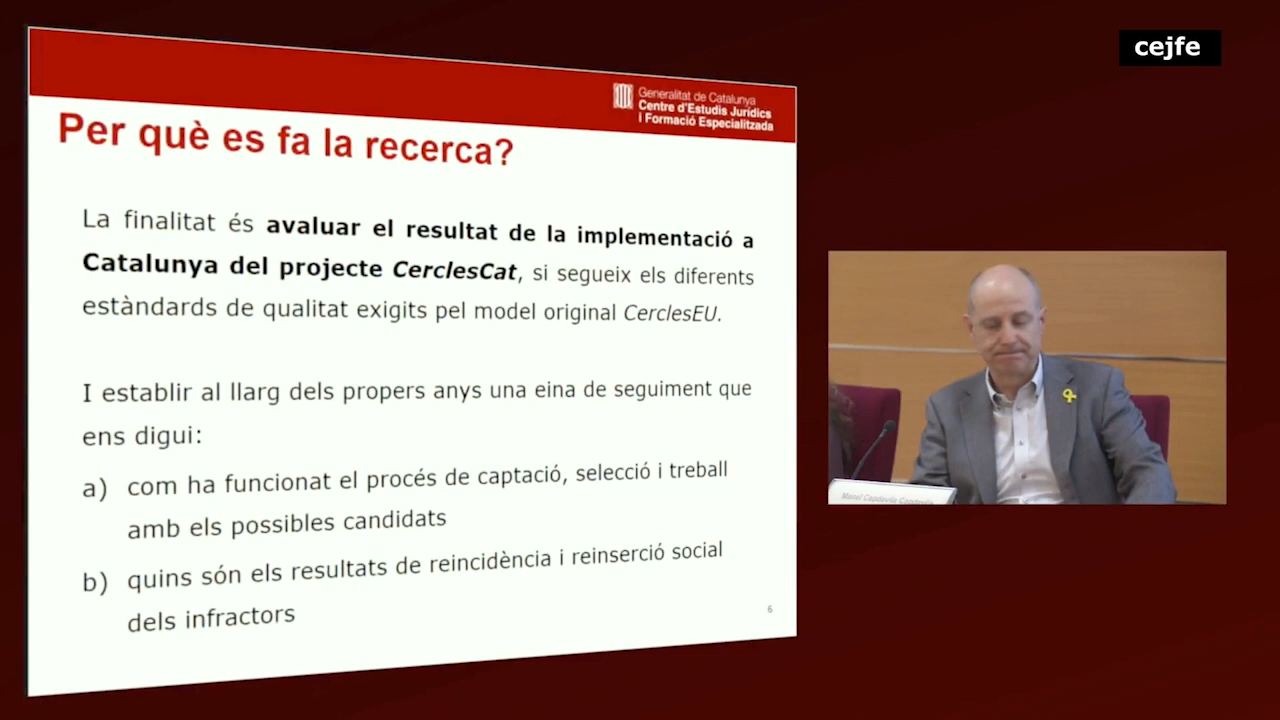 cejfe
Generalitat de Catalunya
Centre d'Estudis Jurídics
i Formació Especialitzada
Per què es fa la recerca?
La finalitat és avaluar el resultat de la implementació a
Catalunya del projecte CerclesCat, si segueix els diferents
estàndards de qualitat exigits pel model original CerclesEU.
I establir al llarg dels propers anys una eina de seguiment que
ens digui:
a) com ha funcionat el procés de captació, selecció i treball
amb els possibles candidats
b) quins són els resultats de reincidència i reinserció social
dels infractors
6